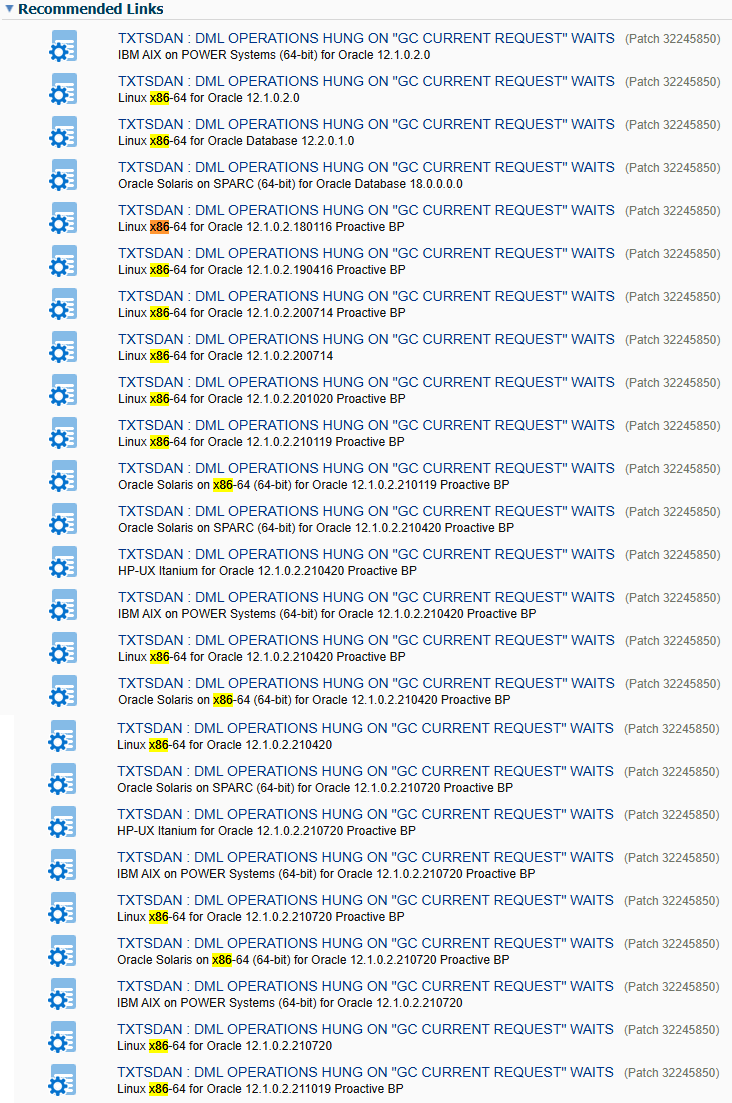 Recommended Links
TXTSDAN : DML OPERATIONS HUNG ON "GC CURRENT REQUEST" WAITS (Patch 32245850)
IBM AIX on POWER Systems (64-bit) for Oracle 12.1.0.2.0
TXTSDAN : DML OPERATIONS HUNG ON "GC CURRENT REQUEST" WAITS (Patch 32245850)
Linux x86-64 for Oracle 12.1.0.2.0
TXTSDAN : DML OPERATIONS HUNG ON "GC CURRENT REQUEST" WAITS (Patch 32245850)
Linux x86-64 for Oracle Database 12.2.0.1.0
TXTSDAN : DML OPERATIONS HUNG ON "GC CURRENT REQUEST" WAITS (Patch 32245850)
Oracle Solaris on SPARC (64-bit) for Oracle Database 18.0.0.0.0
TXTSDAN : DML OPERATIONS HUNG ON "GC CURRENT REQUEST" WAITS (Patch 32245850)
Linux x86-64 for Oracle 12.1.0.2.180116 Proactive BP
TXTSDAN : DML OPERATIONS HUNG ON "GC CURRENT REQUEST" WAITS (Patch 32245850)
Linux x86-64 for Oracle 12.1.0.2.190416 Proactive BP
TXTSDAN : DML OPERATIONS HUNG ON "GC CURRENT REQUEST" WAITS (Patch 32245850)
Linux x86-64 for Oracle 12.1.0.2.200714 Proactive BP
TXTSDAN : DML OPERATIONS HUNG ON "GC CURRENT REQUEST" WAITS (Patch 32245850)
Linux x86-64 for Oracle 12.1.0.2.200714
TXTSDAN : DML OPERATIONS HUNG ON "GC CURRENT REQUEST" WAITS (Patch 32245850)
Linux x86-64 for Oracle 12.1.0.2.201020 Proactive BP
TXTSDAN : DML OPERATIONS HUNG ON "GC CURRENT REQUEST" WAITS (Patch 32245850)
Linux x86-64 for Oracle 12.1.0.2.210119 Proactive BP
TXTSDAN : DML OPERATIONS HUNG ON "GC CURRENT REQUEST" WAITS (Patch 32245850)
Oracle Solaris on x86-64 (64-bit) for Oracle 12.1.0.2.210119 Proactive BP
TXTSDAN : DML OPERATIONS HUNG ON "GC CURRENT REQUEST" WAITS (Patch 32245850)
Oracle Solaris on SPARC (64-bit) for Oracle 12.1.0.2.210420 Proactive BP
TXTSDAN : DML OPERATIONS HUNG ON "GC CURRENT REQUEST" WAITS (Patch 32245850)
HP-UX Itanium for Oracle 12.1.0.2.210420 Proactive BP
TXTSDAN : DML OPERATIONS HUNG ON "GC CURRENT REQUEST" WAITS (Patch 32245850)
IBM AIX on POWER Systems (64-bit) for Oracle 12.1.0.2.210420 Proactive BP
TXTSDAN : DML OPERATIONS HUNG ON "GC CURRENT REQUEST" WAITS (Patch 32245850)
Linux x86-64 for Oracle 12.1.0.2.210420 Proactive BP
TXTSDAN : DML OPERATIONS HUNG ON "GC CURRENT REQUEST" WAITS (Patch 32245850)
Oracle Solaris on x86-64 (64-bit) for Oracle 12.1.0.2.210420 Proactive BP
TXTSDAN : DML OPERATIONS HUNG ON "GC CURRENT REQUEST" WAITS (Patch 32245850)
Linux x86-64 for Oracle 12.1.0.2.210420
TXTSDAN : DML OPERATIONS HUNG ON "GC CURRENT REQUEST" WAITS (Patch 32245850)
Oracle Solaris on SPARC (64-bit) for Oracle 12.1.0.2.210720 Proactive BP
TXTSDAN : DML OPERATIONS HUNG ON "GC CURRENT REQUEST" WAITS (Patch 32245850)
HP-UX Itanium for Oracle 12.1.0.2.210720 Proactive BP
TXTSDAN : DML OPERATIONS HUNG ON "GC CURRENT REQUEST" WAITS (Patch 32245850)
IBM AIX on POWER Systems (64-bit) for Oracle 12.1.0.2.210720 Proactive BP
TXTSDAN : DML OPERATIONS HUNG ON "GC CURRENT REQUEST" WAITS (Patch 32245850)
Linux x86-64 for Oracle 12.1.0.2.210720 Proactive BP
TXTSDAN : DML OPERATIONS HUNG ON "GC CURRENT REQUEST" WAITS (Patch 32245850)
Oracle Solaris on x86-64 (64-bit) for Oracle 12.1.0.2.210720 Proactive BP
TXTSDAN : DML OPERATIONS HUNG ON "GC CURRENT REQUEST" WAITS (Patch 32245850)
IBM AIX on POWER Systems (64-bit) for Oracle 12.1.0.2.210720
TXTSDAN : DML OPERATIONS HUNG ON "GC CURRENT REQUEST" WAITS (Patch 32245850)
Linux x86-64 for Oracle 12.1.0.2.210720
TXTSDAN : DML OPERATIONS HUNG ON "GC CURRENT REQUEST" WAITS (Patch 32245850)
Linux x86-64 for Oracle 12.1.0.2.211019 Proactive BP